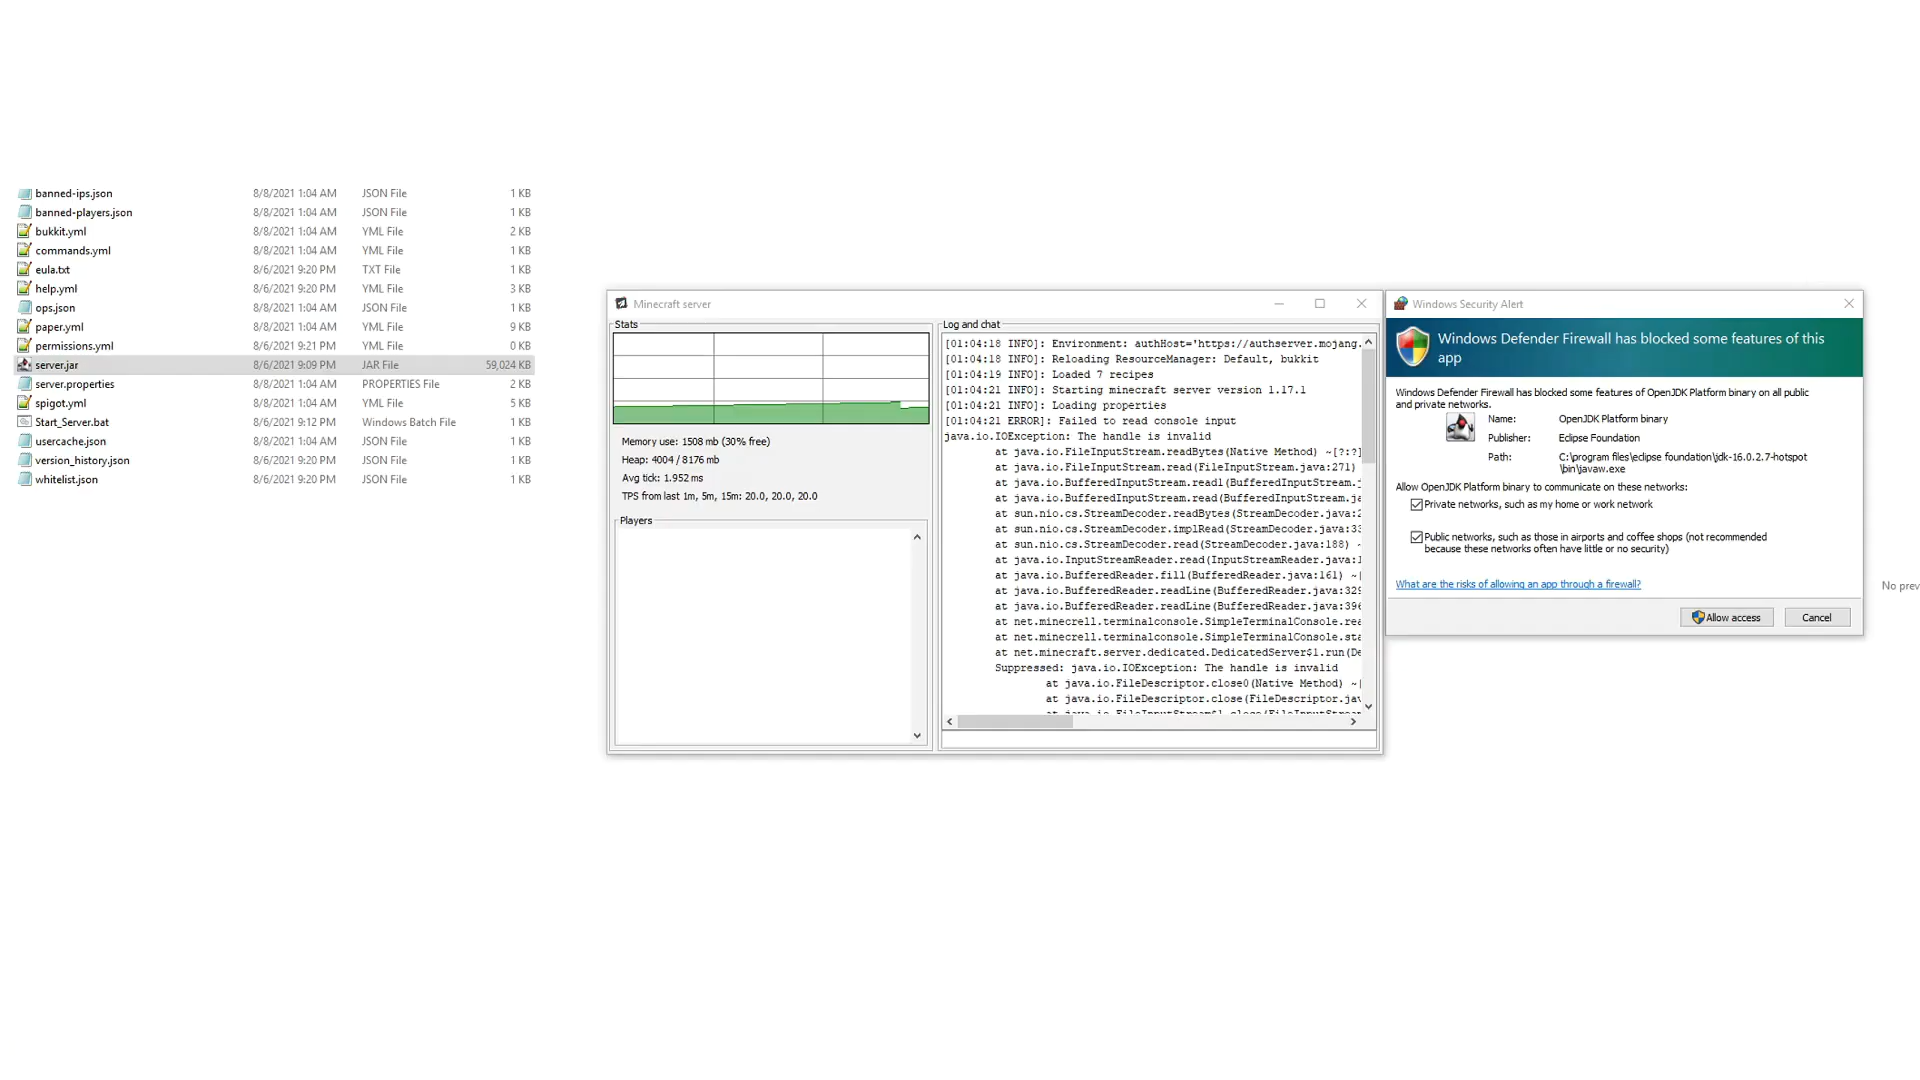 banned-ips.json 8/8/2021 1:04 AM JSON File 1 KB
banned-players.json 8/8/2021 1:04 AM JSON File 1 KB
bukkit.yml 8/8/2021 1:04 AM YML File 2 KB
commands.yml 8/8/2021 1:04 AM YML File 1 KB
eula.txt 8/6/2021 9:20 PM TXT File 1 KB
help.yml 8/6/2021 9:20 PM YML File 3 KB
ops.json 8/8/2021 1:04 AM JSON File 1 KB
paper.yml 8/8/2021 1:04 AM YML File 9 KB
permissions.yml 8/6/2021 9:21 PM YML File 0 KB
server.jar 8/6/2021 9:09 PM JAR File 59,024 KB
server.properties 8/8/2021 1:04 AM PROPERTIES File 2 KB
spigot.yml 8/8/2021 1:04 AM YML File 5 KB
Start_Server.bat 8/6/2021 9:12 PM Windows Batch File 1 KB
usercache.json 8/8/2021 1:04 AM JSON File 1 KB
version_history.json 8/6/2021 9:20 PM JSON File 1 KB
whitelist.json 8/6/2021 9:20 PM JSON File 1 KB
Minecraft server
Stats
Memory use: 1508 mb (30% free)
Heap: 4004 / 8176 mb
Avg tick: 1.952 ms
TPS from last 1m, 5m, 15m: 20.0, 20.0, 20.0
Players
Log and chat
[01:04:18 INFO]: Environment: authHost='https://authserver.mojang.
[01:04:18 INFO]: Reloading ResourceManager: Default, bukkit
[01:04:19 INFO]: Loaded 7 recipes
[01:04:21 INFO]: Starting minecraft server version 1.17.1
[01:04:21 INFO]: Loading properties
[01:04:21 ERROR]: Failed to read console input
java.io.IOException: The handle is invalid
at java.io.FileInputStream.readBytes(Native Method) ~[?:?]
at java.io.FileInputStream.read(FileInputStream.java:271)
at java.io.BufferedInputStream.read1(BufferedInputStream.
at java.io.BufferedInputStream.read(BufferedInputStream.ja
at sun.nio.cs.StreamDecoder.readBytes(StreamDecoder.java:2
at sun.nio.cs.StreamDecoder.implRead(StreamDecoder.java:33
at sun.nio.cs.StreamDecoder.read(StreamDecoder.java:188) ~
at java.io.InputStreamReader.read(InputStreamReader.java:1
at java.io.BufferedReader.fill(BufferedReader.java:161) ~[
at java.io.BufferedReader.readLine(BufferedReader.java:329
at java.io.BufferedReader.readLine(BufferedReader.java:396
at net.minecrell.terminalconsole.SimpleTerminalConsole.rea
at net.minecrell.terminalconsole.SimpleTerminalConsole.sta
at net.minecraft.server.dedicated.DedicatedServer$1.run(De
Suppressed: java.io.IOException: The handle is invalid
at java.io.FileDescriptor.close0(Native Method) ~[
at java.io.FileDescriptor.close(FileDescriptor.jav
at java.io.FileInputStream$1.close(FileInputStream
Windows Security Alert
Windows Defender Firewall has blocked some features of this
app
Windows Defender Firewall has blocked some features of OpenJDK Platform binary on all public
and private networks.
Name: OpenJDK Platform binary
Publisher: Eclipse Foundation
Path: C:\program files\eclipse foundation\jdk-16.0.2.7-hotspot
\bin\javaw.exe
Allow OpenJDK Platform binary to communicate on these networks:
Private networks, such as my home or work network
Public networks, such as those in airports and coffee shops (not recommended
because these networks often have little or no security)
What are the risks of allowing an app through a firewall?
Allow access Cancel
No prev